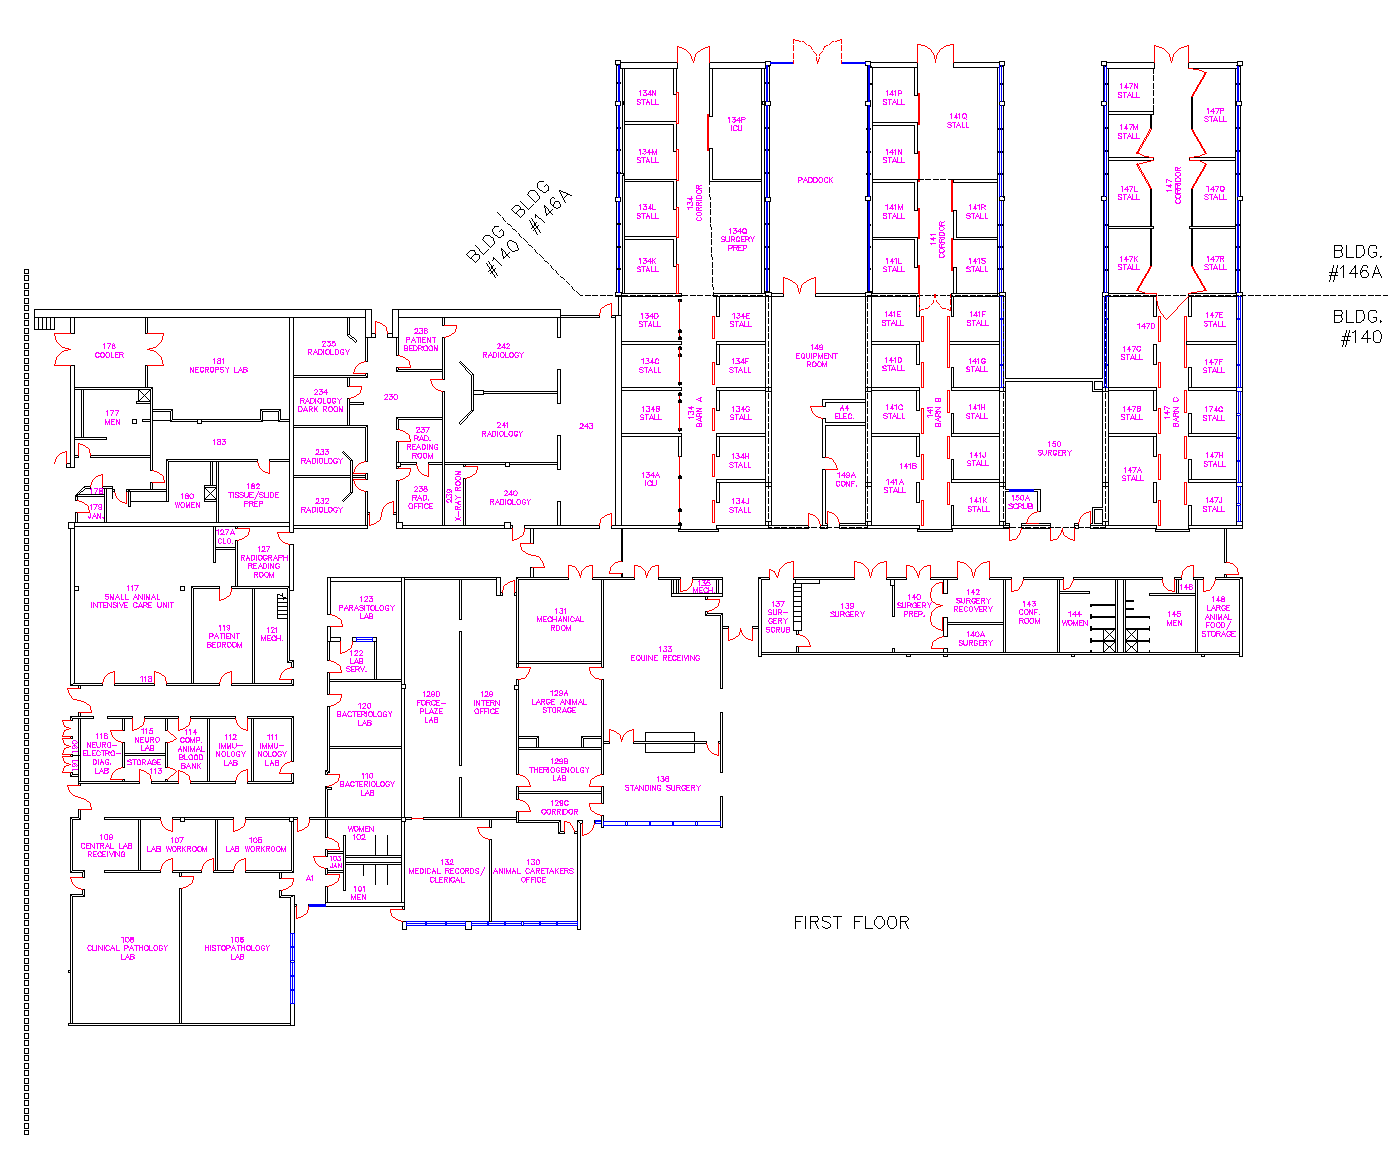 134N
STALL
134P
ICU
141P
STALL
141Q
STALL
147N
STALL
147P
STALL
147M
STALL
134M
STALL
141N
STALL
PADDOCK
134L
STALL
134
CORRIDOR
141M
STALL
141R
STALL
147L
STALL
147
CORRIDOR
147Q
STALL
BLDG
#146A
BLDG
#140
134Q
SURGERY
PREP
141
CORRIDOR
134K
STALL
141L
STALL
141S
STALL
147K
STALL
147R
STALL
BLDG.
#146A
BLDG.
#140
134D
STALL
134E
STALL
141E
STALL
141F
STALL
147D
147E
STALL
176
COOLER
181
NECROPSY LAB
235
RADIOLOGY
236
PATIENT
BEDROOM
242
RADIOLOGY
134C
STALL
134F
STALL
149
EQUIPMENT
ROOM
141D
STALL
141G
STALL
147C
STALL
147F
STALL
234
RADIOLOGY
DARK ROOM
230
177
MEN
134B
STALL
134
BARN A
134G
STALL
A4
ELEC.
141C
STALL
141
BARN B
141H
STALL
147B
STALL
147
BARN C
174G
STALL
183
237
RAD.
READING
ROOM
241
RADIOLOGY
243
150
SURGERY
233
RADIOLOGY
134H
STALL
141B
141J
STALL
147H
STALL
134A
ICU
149A
CONF.
141A
STALL
147A
STALL
178
179
JAN.
180
WOMEN
182
TISSUE/SLIDE
PREP
232
RADIOLOGY
238
RAD.
OFFICE
239
X-RAY ROOM
240
RADIOLOGY
134J
STALL
141K
STALL
150A
SCRUB
147J
STALL
127A
CLO.
127
RADIOGRAPH
READING
ROOM
117
SMALL ANIMAL
INTENSIVE CARE UNIT
123
PARASITOLOGY
LAB
131
MECHANICAL
ROOM
135
MECH.
137
SUR-
GERY
SCRUB
139
SURGERY
140
SURGERY
PREP.
142
SURGERY
RECOVERY
143
CONF.
ROOM
144
WOMEN
145
MEN
146
148
LARGE
ANIMAL
FOOD/
STORAGE
119
PATIENT
BEDROOM
121
MECH.
140A
SURGERY
122
LAB
SERV.
133
EQUINE RECEIVING
118
120
BACTERIOLOGY
LAB
129D
FORCE-
PLAZE
LAB
129
INTERN
OFFICE
129A
LARGE ANIMAL
STORAGE
190
191
116
NEURO-
ELECTRO-
DIAG.
LAB
115
NEURO
LAB
STORAGE
113
114
COMP.
ANIMAL
BLOOD
BANK
112
IMMU-
NOLOGY
LAB
111
IMMU-
NOLOGY
LAB
110
BACTERIOLOGY
LAB
129B
THERIOGENOLGY
LAB
136
STANDING SURGERY
129C
CORRIDOR
109
CENTRAL LAB
RECEIVING
107
LAB WORKROOM
105
LAB WORKROOM
WOMEN
102
103
JAN
A1
101
MEN
132
MEDICAL RECORDS/
CLERICAL
130
ANIMAL CARETAKERS
OFFICE
108
CLINICAL PATHOLOGY
LAB
106
HISTOPATHOLOGY
LAB
FIRST FLOOR